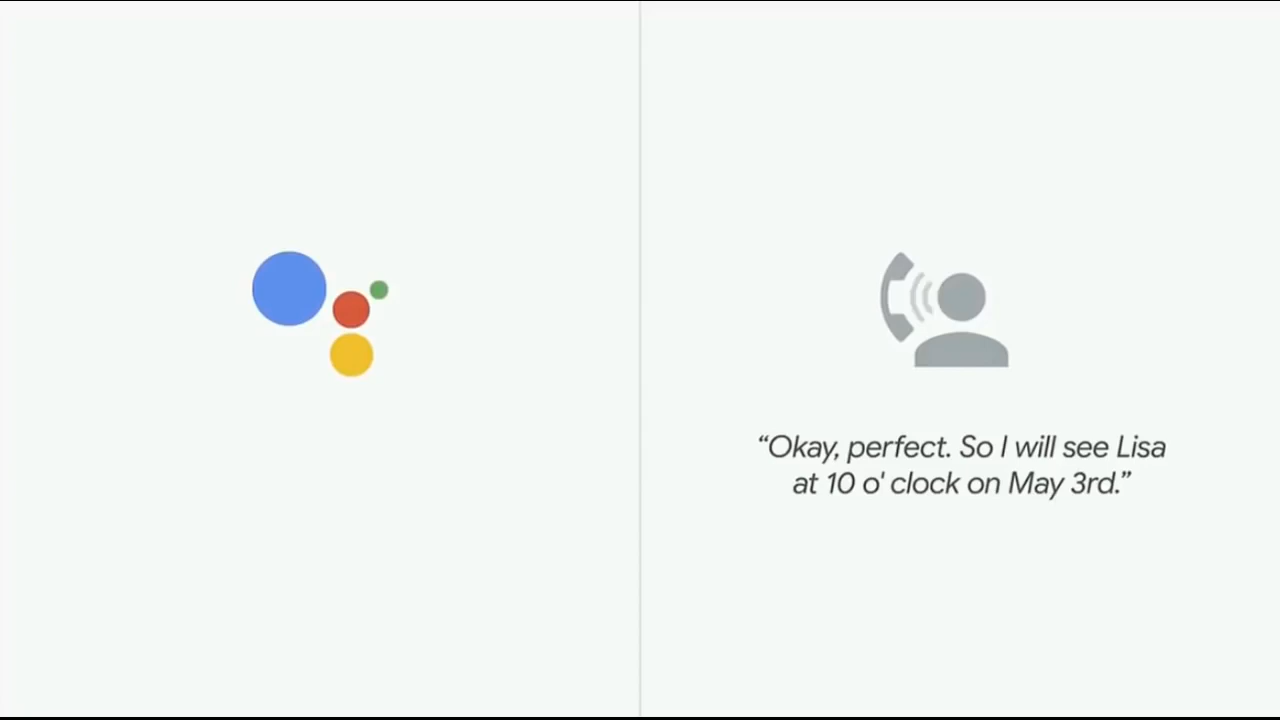 “Okay, perfect. So I will see Lisa
at 10 o' clock on May 3rd.”